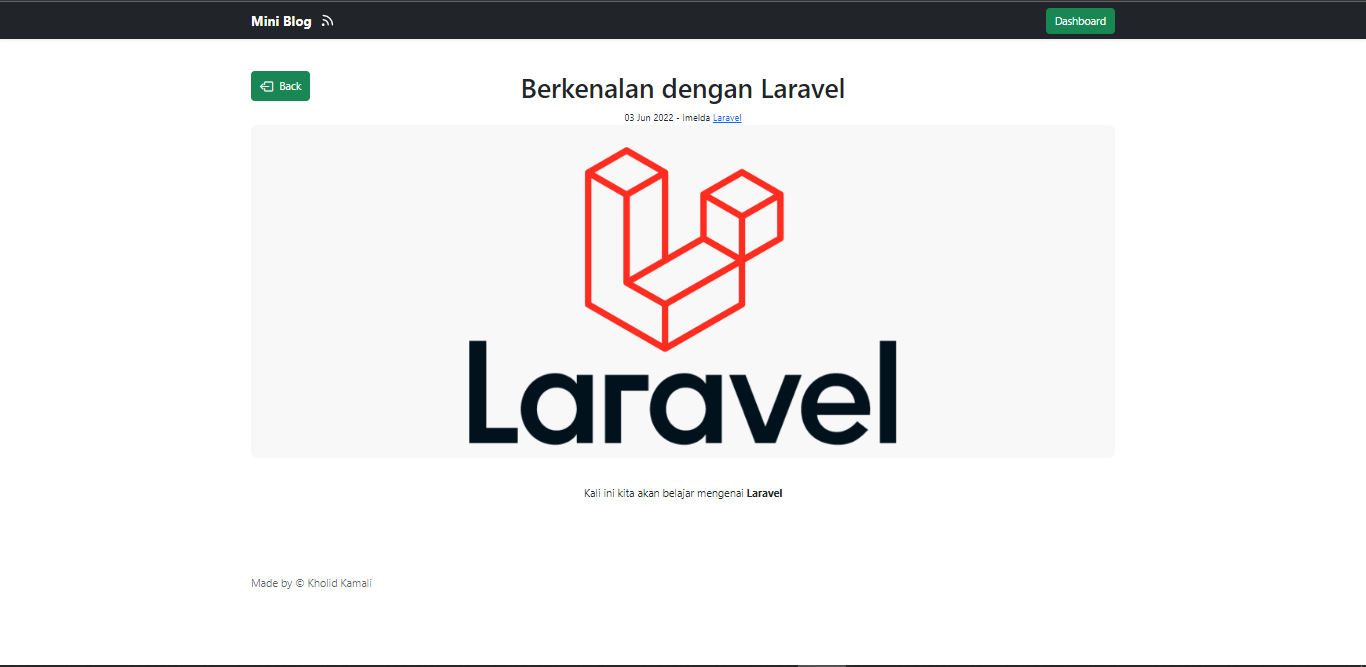 Mini Blog
Dashboard
Back
Berkenalan dengan Laravel
03 Jun 2022 - Imelda Laravel
Laravel
Kali ini kita akan belajar mengenai Laravel
Made by © Kholid Kamali